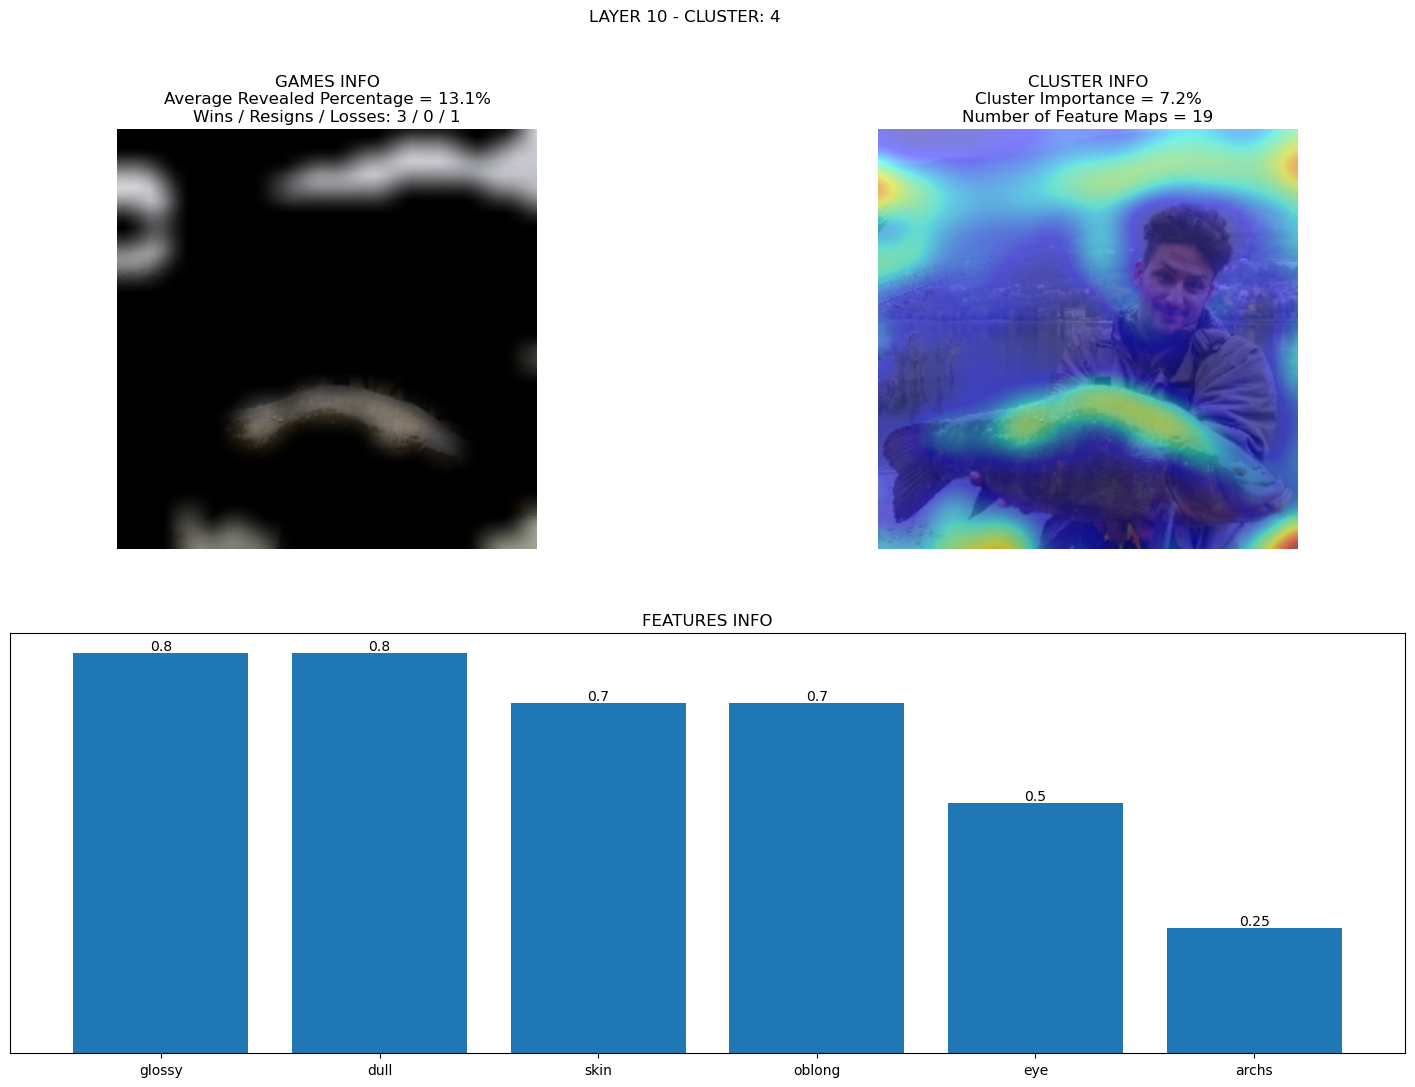 LAYER 10 - CLUSTER: 4
GAMES INFO
Average Revealed Percentage = 13.1%
Wins / Resigns / Losses: 3 / 0 / 1
CLUSTER INFO
Cluster Importance = 7.2%
Number of Feature Maps = 19
FEATURES INFO
0.8
0.8
0.7
0.7
0.5
0.25
glossy
dull
skin
oblong
eye
archs